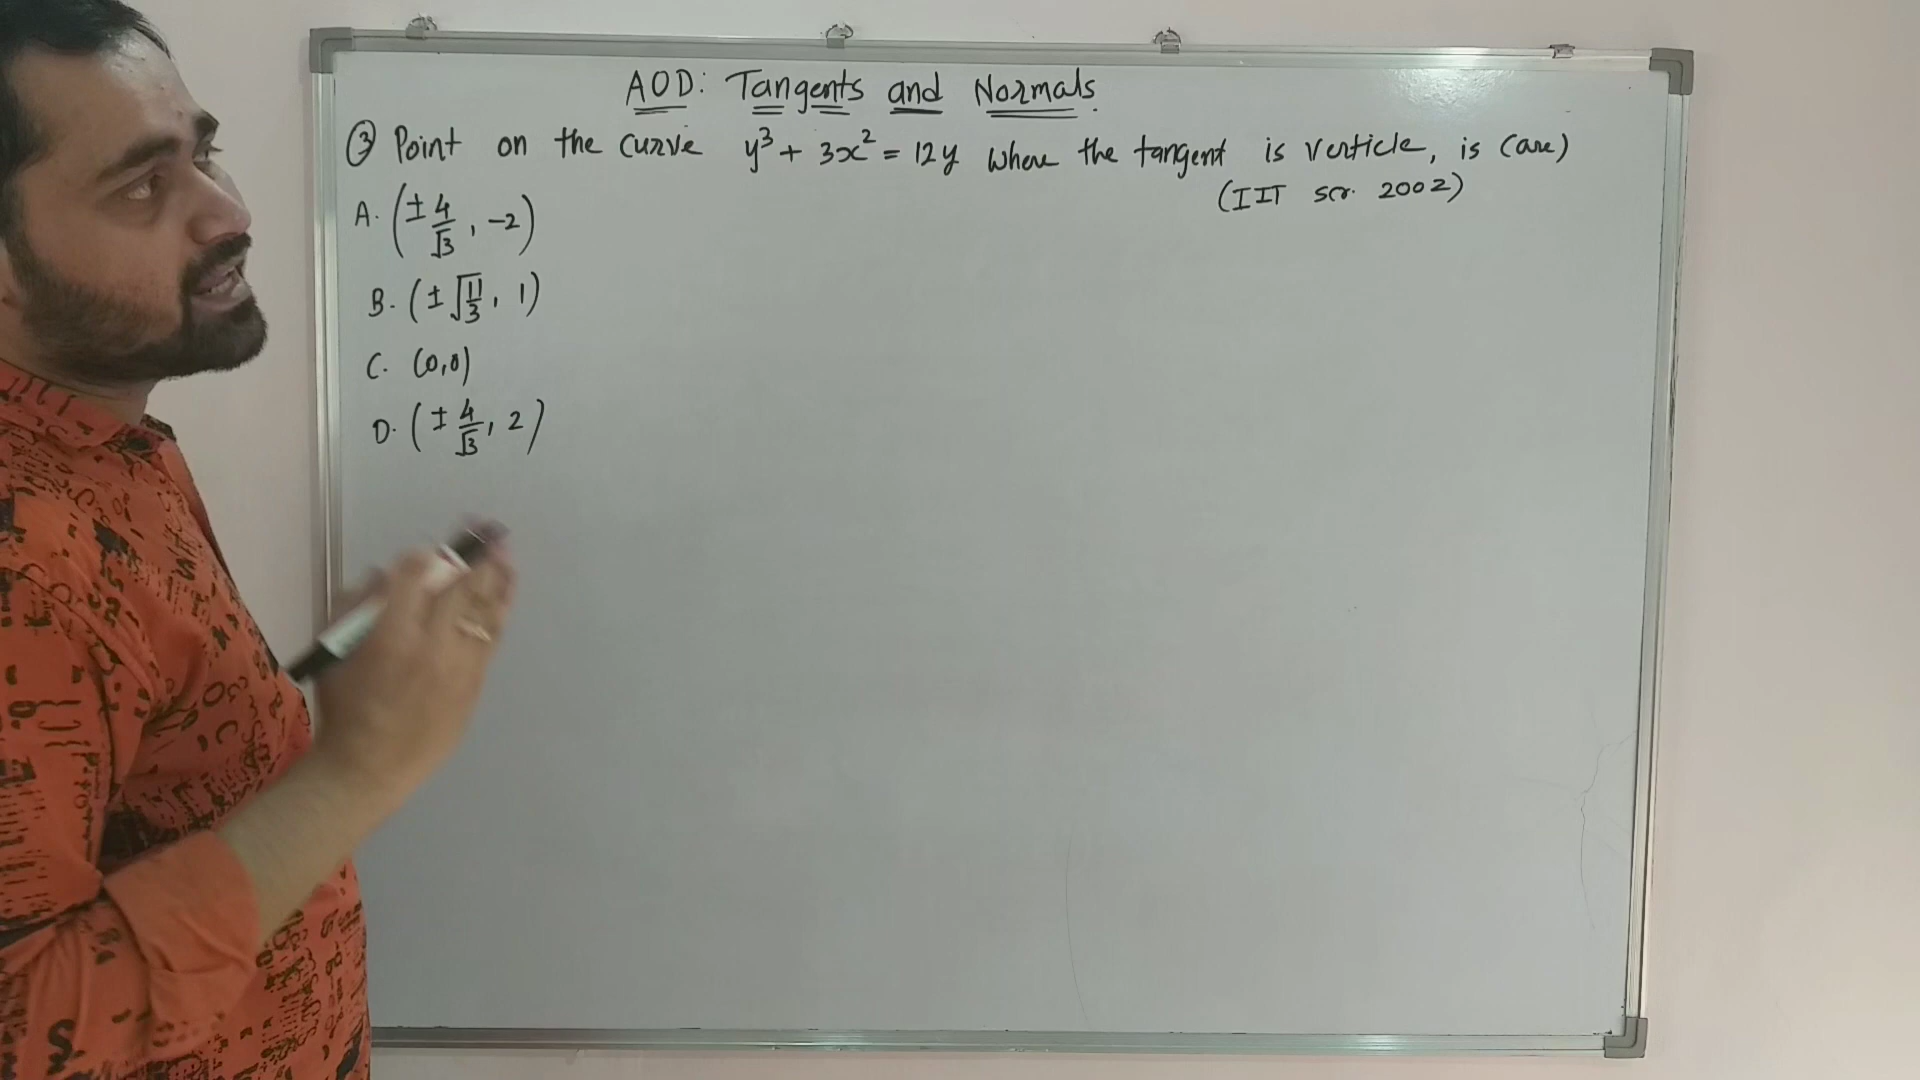 AOD: Tangents and Normals.
③ Point on the curve y³ + 3x² = 12y where the tangent is verticle, is (are)
(IIT scr. 2002)
A. (± 4/√3, -2)
B. (± √11/3, 1)
C. (0,0)
D. (± 4/√3, 2)